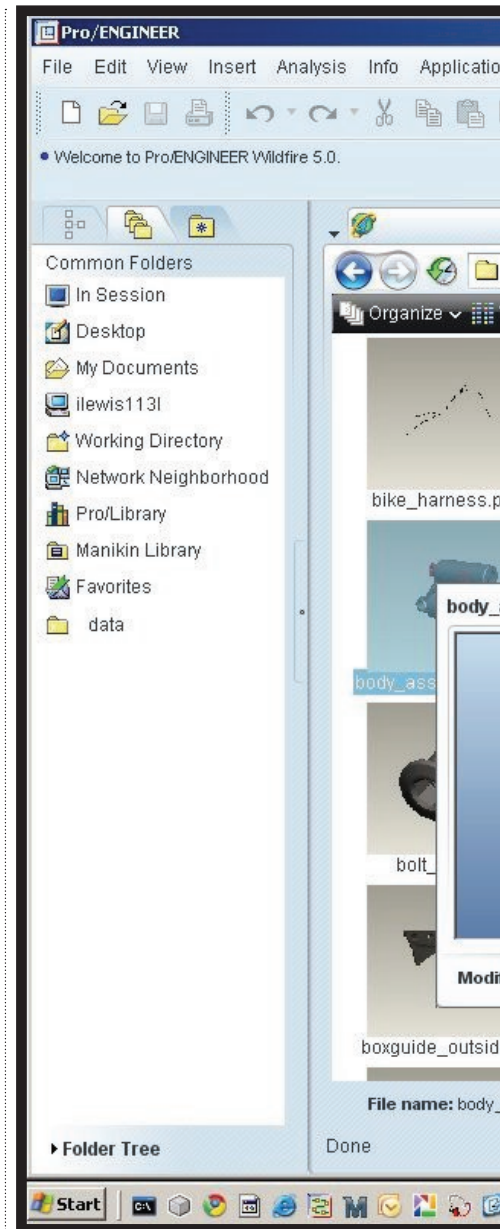 Pro/ENGINEER
File Edit View Insert Analysis Info Applicatio
Welcome to Pro/ENGINEER Wildfire 5.0.
Common Folders
In Session
Desktop
My Documents
ilewis113l
Working Directory
Network Neighborhood
Pro/Library
Manikin Library
Favorites
data
Folder Tree
Organize
bike_harness.p
body_ass
body_
bolt_
Modif
boxguide_outsid
File name: body_
Done
Start